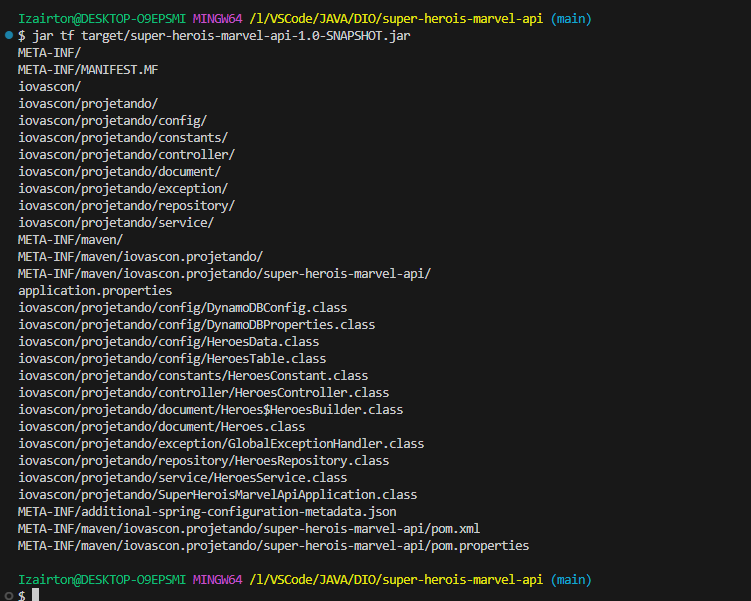 Izairton@DESKTOP-O9EPSMI MINGW64 /l/VSCode/JAVA/DIO/super-herois-marvel-api (main)
$ jar tf target/super-herois-marvel-api-1.0-SNAPSHOT.jar
META-INF/
META-INF/MANIFEST.MF
iovascon/
iovascon/projetando/
iovascon/projetando/config/
iovascon/projetando/constants/
iovascon/projetando/controller/
iovascon/projetando/document/
iovascon/projetando/exception/
iovascon/projetando/repository/
iovascon/projetando/service/
META-INF/maven/
META-INF/maven/iovascon.projetando/
META-INF/maven/iovascon.projetando/super-herois-marvel-api/
application.properties
iovascon/projetando/config/DynamoDBConfig.class
iovascon/projetando/config/DynamoDBProperties.class
iovascon/projetando/config/HeroesData.class
iovascon/projetando/config/HeroesTable.class
iovascon/projetando/constants/HeroesConstant.class
iovascon/projetando/controller/HeroesController.class
iovascon/projetando/document/Heroes$HeroesBuilder.class
iovascon/projetando/document/Heroes.class
iovascon/projetando/exception/GlobalExceptionHandler.class
iovascon/projetando/repository/HeroesRepository.class
iovascon/projetando/service/HeroesService.class
iovascon/projetando/SuperHeroisMarvelApiApplication.class
META-INF/additional-spring-configuration-metadata.json
META-INF/maven/iovascon.projetando/super-herois-marvel-api/pom.xml
META-INF/maven/iovascon.projetando/super-herois-marvel-api/pom.properties
Izairton@DESKTOP-O9EPSMI MINGW64 /l/VSCode/JAVA/DIO/super-herois-marvel-api (main)
$